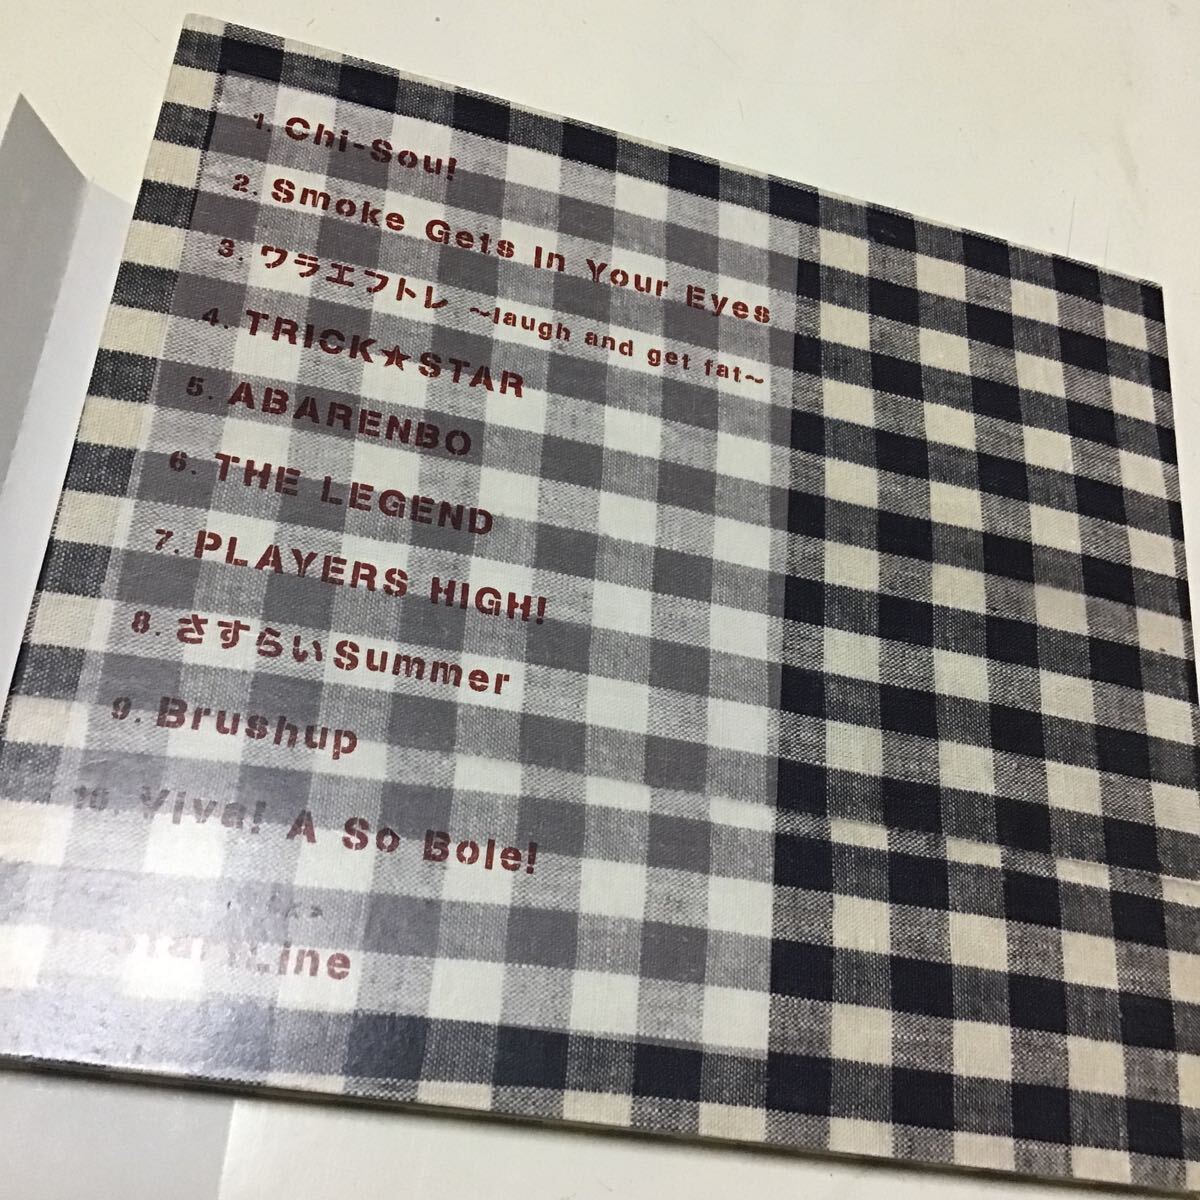 1. Chi-Sou!
2. Smoke Gets In Your Eyes
3. ワラエフトレ ~laugh and get fat~
4. TRICK★STAR
5. ABARENBO
6. THE LEGEND
7. PLAYERS HIGH!
8. さすらいSummer
9. Brushup
10. Viva! A So Bole!
StartLine